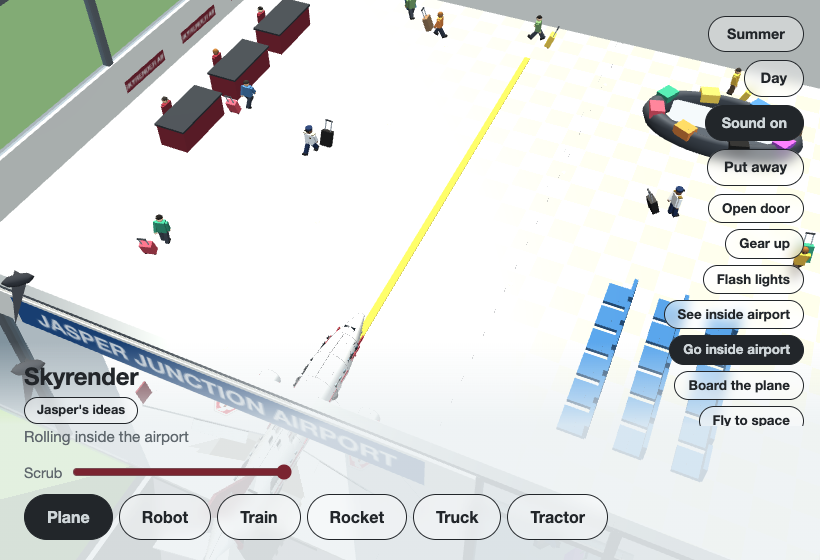 Summer
Day
Sound on
Put away
Open door
Gear up
Flash lights
See inside airport
Go inside airport
Board the plane
Fly to space
JASPER JUNCTION AIRPORT
Skyrender
Jasper's ideas
Rolling inside the airport
Scrub
Plane
Robot
Train
Rocket
Truck
Tractor